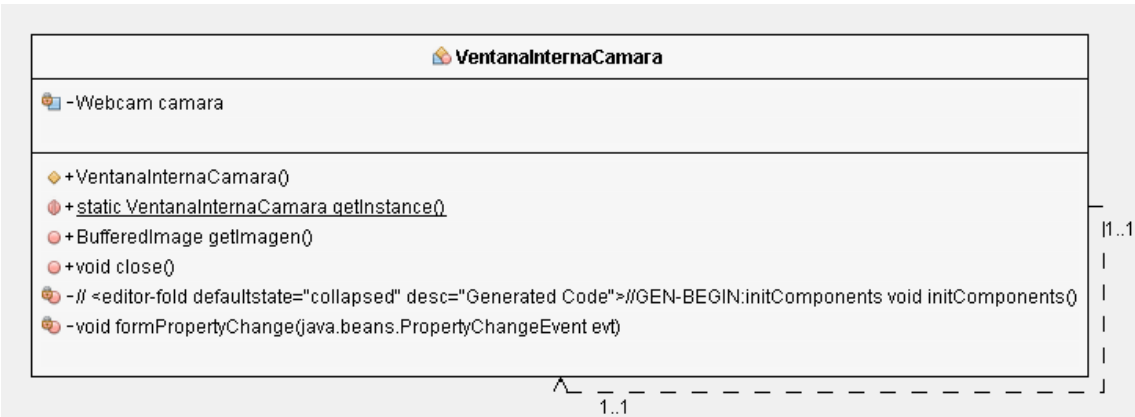 VentanaInternaCamara
-Webcam camara
+VentanaInternaCamara()
+static VentanaInternaCamara getInstance()
+BufferedImage getImagen()
+void close()
-// <editor-fold defaultstate="collapsed" desc="Generated Code">//GEN-BEGIN:initComponents void initComponents()
-void formPropertyChange(java.beans.PropertyChangeEvent evt)
1..1
1..1